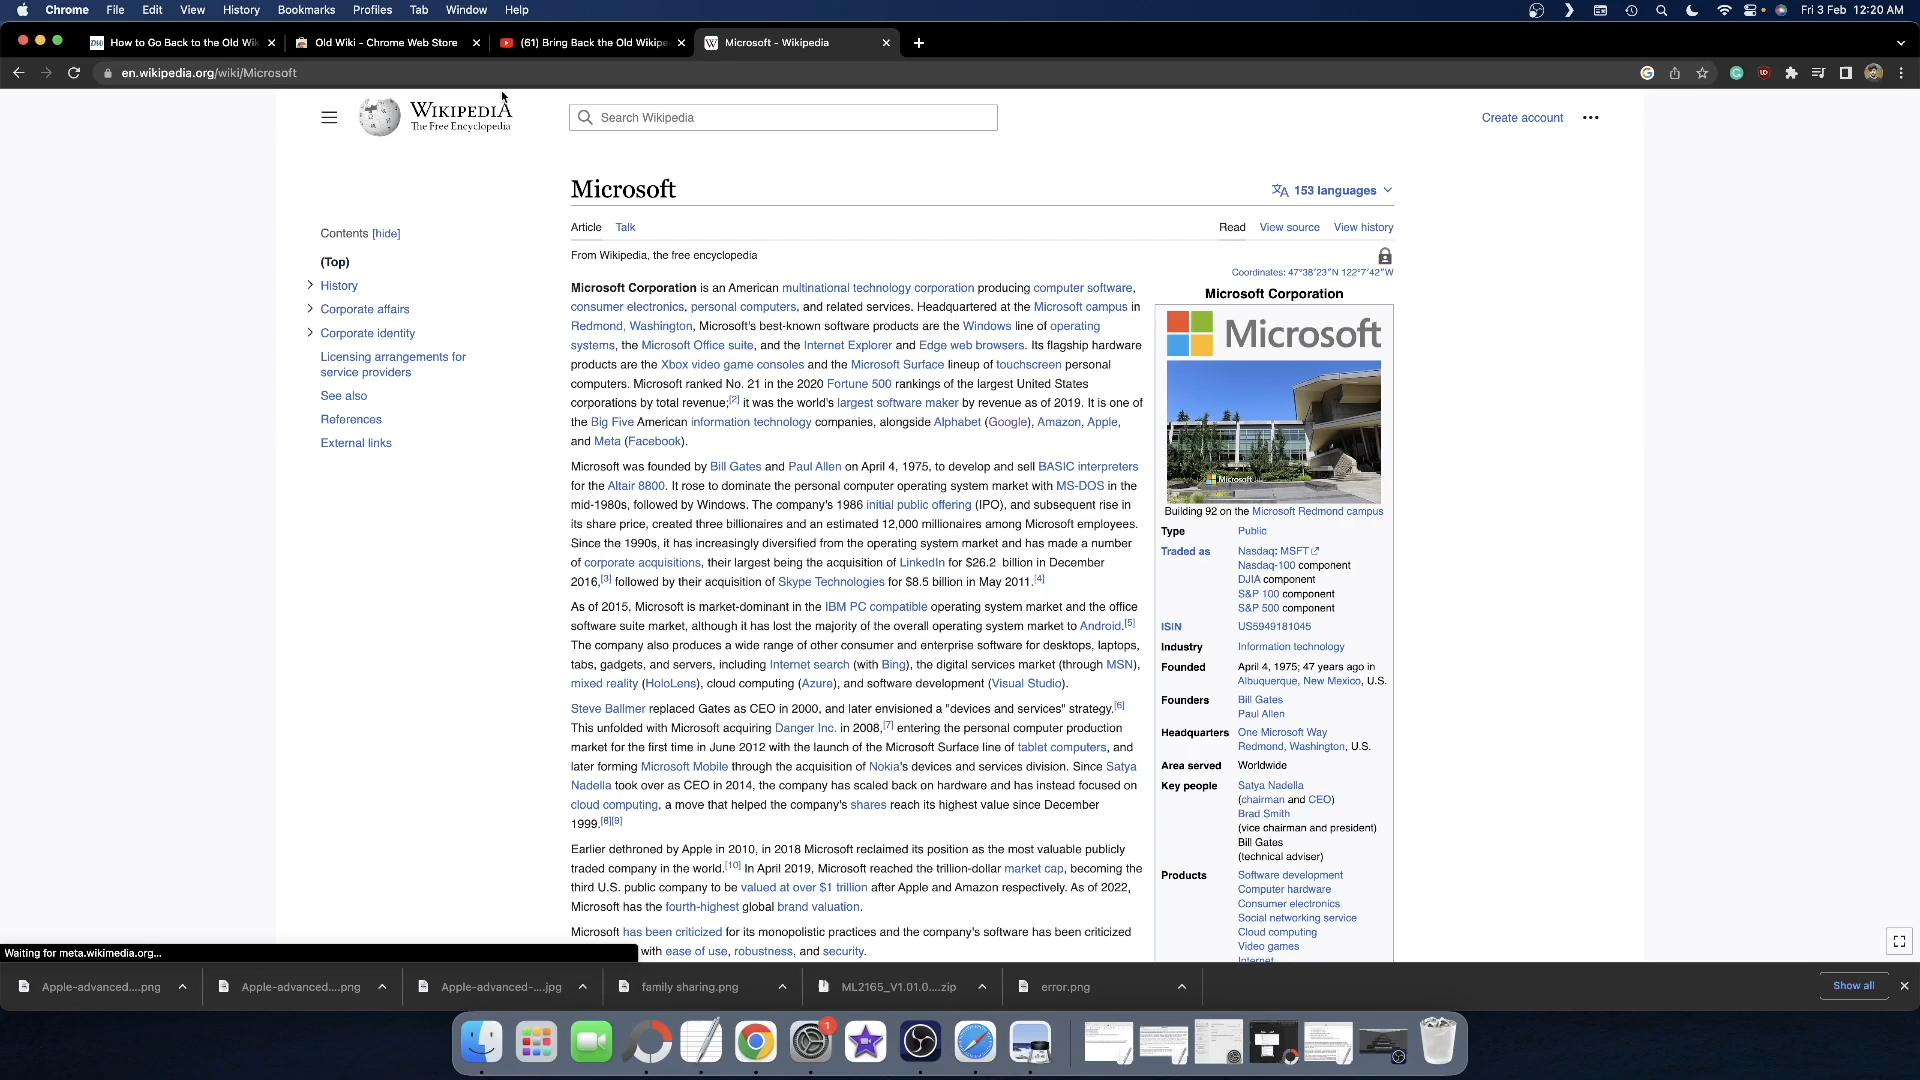 Chrome File Edit View History Bookmarks Profiles Tab Window Help Fri 3 Feb 12:20 AM
DW How to Go Back to the Old Wik Old Wiki - Chrome Web Store (61) Bring Back the Old Wikipe W Microsoft - Wikipedia
en.wikipedia.org/wiki/Microsoft
WIKIPEDIA
The Free Encyclopedia
Search Wikipedia
Create account
Microsoft
153 languages
Contents [hide]
(Top)
History
Corporate affairs
Corporate identity
Licensing arrangements for
service providers
See also
References
External links
Article Talk
Read View source View history
From Wikipedia, the free encyclopedia
Coordinates: 47°38′23″N 122°7′42″W
Microsoft Corporation is an American multinational technology corporation producing computer software,
consumer electronics, personal computers, and related services. Headquartered at the Microsoft campus in
Redmond, Washington, Microsoft's best-known software products are the Windows line of operating
systems, the Microsoft Office suite, and the Internet Explorer and Edge web browsers. Its flagship hardware
products are the Xbox video game consoles and the Microsoft Surface lineup of touchscreen personal
computers. Microsoft ranked No. 21 in the 2020 Fortune 500 rankings of the largest United States
corporations by total revenue;[2] it was the world's largest software maker by revenue as of 2019. It is one of
the Big Five American information technology companies, alongside Alphabet (Google), Amazon, Apple,
and Meta (Facebook).
Microsoft was founded by Bill Gates and Paul Allen on April 4, 1975, to develop and sell BASIC interpreters
for the Altair 8800. It rose to dominate the personal computer operating system market with MS-DOS in the
mid-1980s, followed by Windows. The company's 1986 initial public offering (IPO), and subsequent rise in
its share price, created three billionaires and an estimated 12,000 millionaires among Microsoft employees.
Since the 1990s, it has increasingly diversified from the operating system market and has made a number
of corporate acquisitions, their largest being the acquisition of LinkedIn for $26.2 billion in December
2016,[3] followed by their acquisition of Skype Technologies for $8.5 billion in May 2011.[4]
As of 2015, Microsoft is market-dominant in the IBM PC compatible operating system market and the office
software suite market, although it has lost the majority of the overall operating system market to Android.[5]
The company also produces a wide range of other consumer and enterprise software for desktops, laptops,
tabs, gadgets, and servers, including Internet search (with Bing), the digital services market (through MSN),
mixed reality (HoloLens), cloud computing (Azure), and software development (Visual Studio).
Steve Ballmer replaced Gates as CEO in 2000, and later envisioned a "devices and services" strategy.[6]
This unfolded with Microsoft acquiring Danger Inc. in 2008,[7] entering the personal computer production
market for the first time in June 2012 with the launch of the Microsoft Surface line of tablet computers, and
later forming Microsoft Mobile through the acquisition of Nokia's devices and services division. Since Satya
Nadella took over as CEO in 2014, the company has scaled back on hardware and has instead focused on
cloud computing, a move that helped the company's shares reach its highest value since December
1999.[8][9]
Earlier dethroned by Apple in 2010, in 2018 Microsoft reclaimed its position as the most valuable publicly
traded company in the world.[10] In April 2019, Microsoft reached the trillion-dollar market cap, becoming the
third U.S. public company to be valued at over $1 trillion after Apple and Amazon respectively. As of 2022,
Microsoft has the fourth-highest global brand valuation.
Microsoft has been criticized for its monopolistic practices and the company's software has been criticized
with ease of use, robustness, and security.
Microsoft Corporation
Microsoft
Microsoft
Building 92 on the Microsoft Redmond campus
Type Public
Traded as Nasdaq: MSFT
Nasdaq-100 component
DJIA component
S&P 100 component
S&P 500 component
ISIN US5949181045
Industry Information technology
Founded April 4, 1975; 47 years ago in
Albuquerque, New Mexico, U.S.
Founders Bill Gates
Paul Allen
Headquarters One Microsoft Way
Redmond, Washington, U.S.
Area served Worldwide
Key people Satya Nadella
(chairman and CEO)
Brad Smith
(vice chairman and president)
Bill Gates
(technical adviser)
Products Software development
Computer hardware
Consumer electronics
Social networking service
Cloud computing
Video games
Internet
Waiting for meta.wikimedia.org...
Apple-advanced....png Apple-advanced....png Apple-advanced-....jpg family sharing.png ML2165_V1.01.0....zip error.png Show all
1